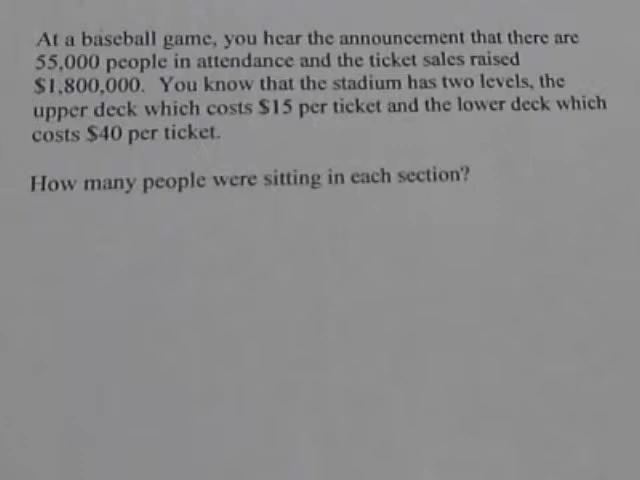 At a baseball game, you hear the announcement that there are
55,000 people in attendance and the ticket sales raised
$1,800,000. You know that the stadium has two levels, the
upper deck which costs $15 per ticket and the lower deck which
costs $40 per ticket.
How many people were sitting in each section?